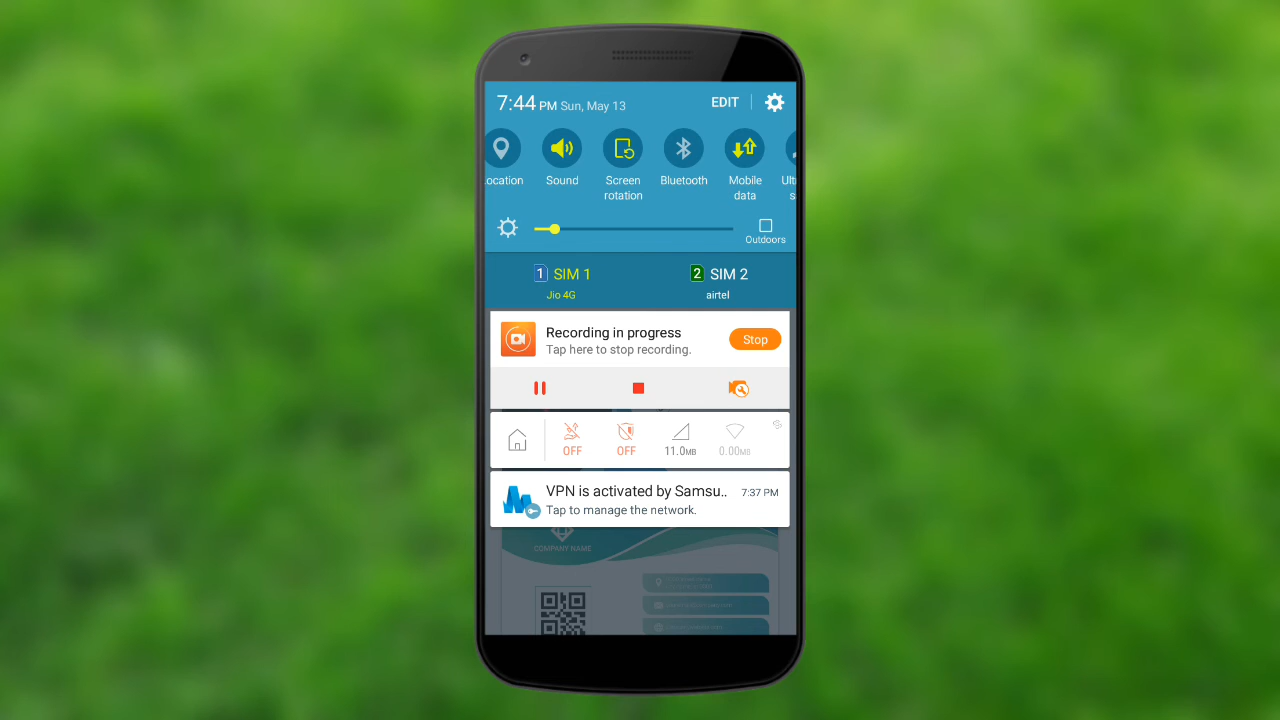 7:44 PM Sun, May 13 EDIT
ocation Sound Screen rotation Bluetooth Mobile data Ult
Outdoors
1 SIM 1 2 SIM 2
Jio 4G airtel
Recording in progress
Tap here to stop recording.
Stop
OFF OFF 11.0MB 0.00MB
VPN is activated by Samsu.. 7:37 PM
Tap to manage the network.
COMPANY NAME